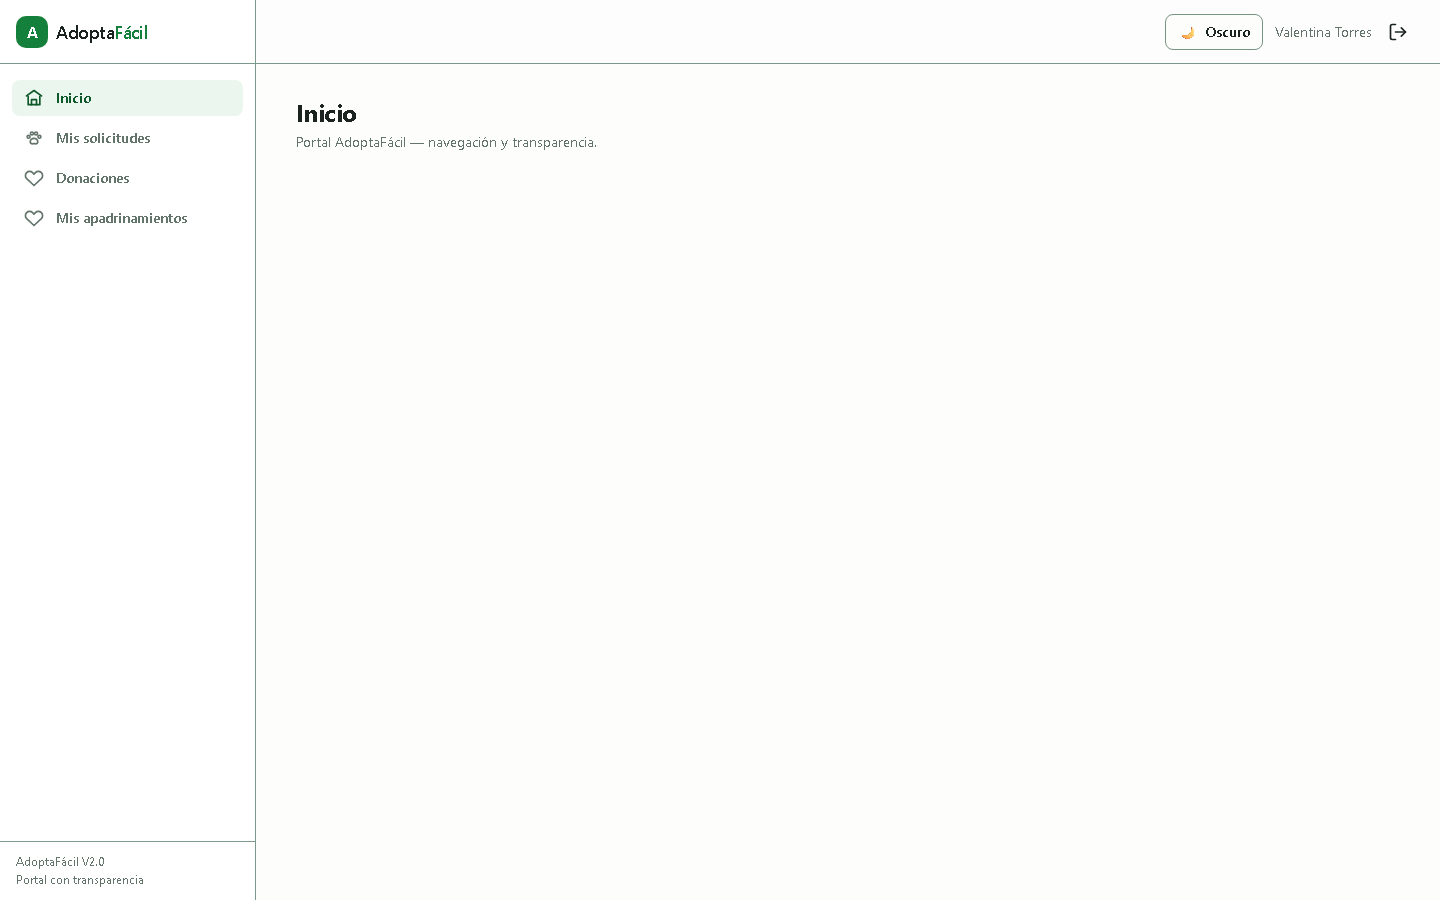 A AdoptaFácil
Oscuro
Valentina Torres
Inicio
Mis solicitudes
Donaciones
Mis apadrinamientos
Inicio
Portal AdoptaFácil — navegación y transparencia.
AdoptaFácil V2.0
Portal con transparencia